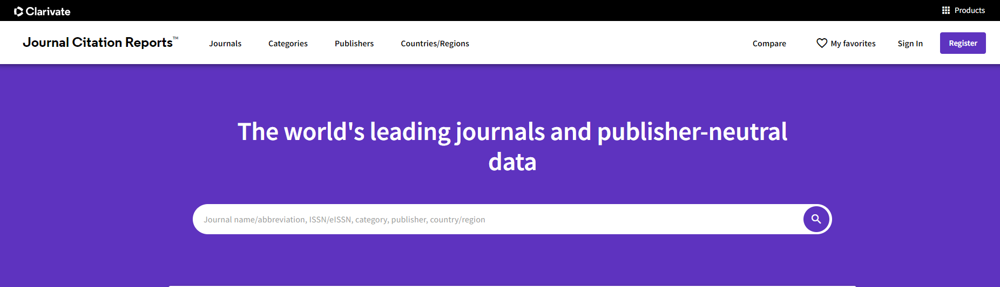 Clarivate
Products
Journal Citation Reports™
Journals
Categories
Publishers
Countries/Regions
Compare
My favorites
Sign In
Register
The world's leading journals and publisher-neutral
data
Journal name/abbreviation, ISSN/eISSN, category, publisher, country/region